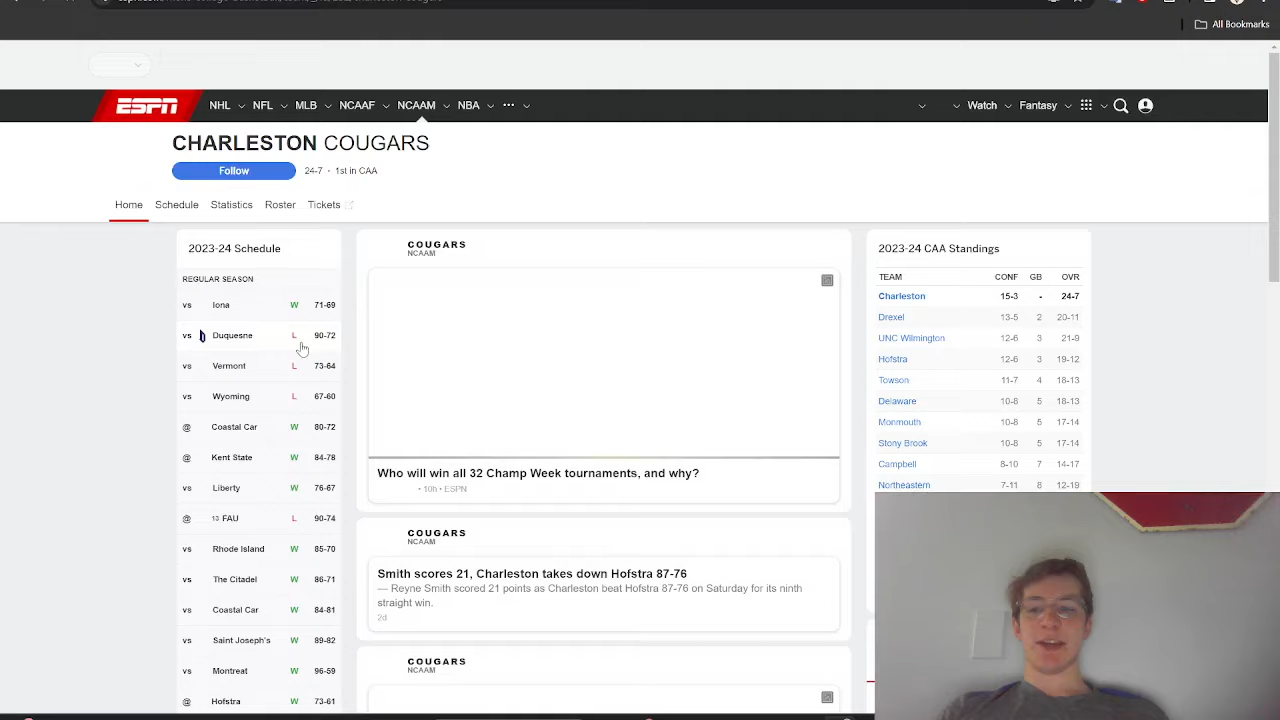 All Bookmarks
ESPN NHL NFL MLB NCAAF NCAAM NBA Watch Fantasy
CHARLESTON COUGARS
Follow 24-7 · 1st in CAA
Home Schedule Statistics Roster Tickets
2023-24 Schedule
REGULAR SEASON
vs Iona W 71-69
vs Duquesne L 90-72
vs Vermont L 73-64
vs Wyoming L 67-60
@ Coastal Car W 80-72
@ Kent State W 84-78
vs Liberty W 76-67
@ 13 FAU L 90-74
vs Rhode Island W 85-70
vs The Citadel W 86-71
vs Coastal Car W 84-81
vs Saint Joseph's W 89-82
vs Montreat W 96-59
@ Hofstra W 73-61
COUGARS
NCAAM
Who will win all 32 Champ Week tournaments, and why?
• 10h • ESPN
COUGARS
NCAAM
Smith scores 21, Charleston takes down Hofstra 87-76
— Reyne Smith scored 21 points as Charleston beat Hofstra 87-76 on Saturday for its ninth
straight win.
2d
COUGARS
NCAAM
2023-24 CAA Standings
TEAM CONF GB OVR
Charleston 15-3 - 24-7
Drexel 13-5 2 20-11
UNC Wilmington 12-6 3 21-9
Hofstra 12-6 3 19-12
Towson 11-7 4 18-13
Delaware 10-8 5 18-13
Monmouth 10-8 5 17-14
Stony Brook 10-8 5 17-14
Campbell 8-10 7 14-17
Northeastern 7-11 8 12-19